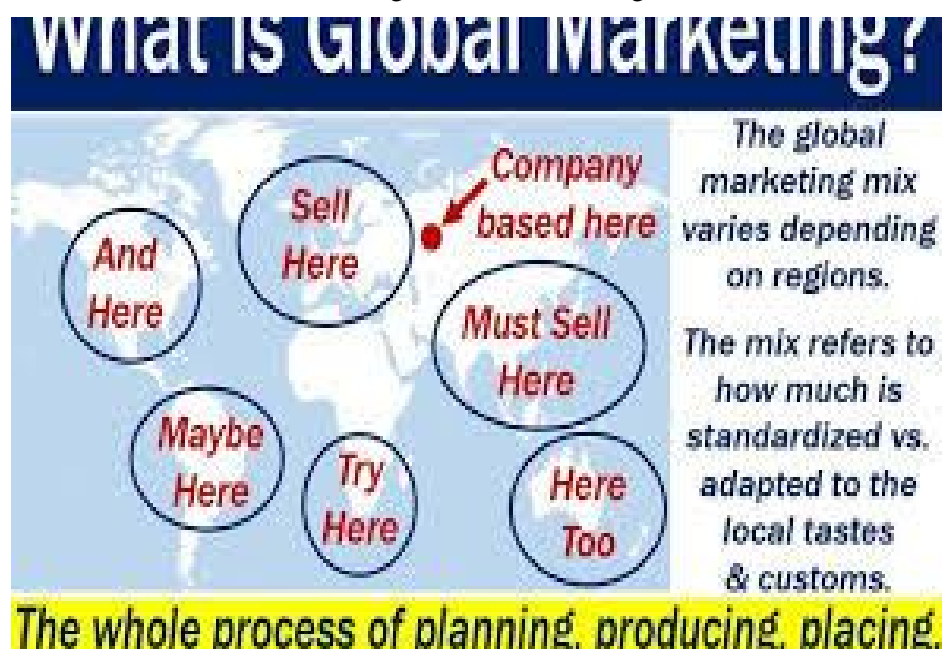 What is Global Marketing?
And
Here
Sell
Here
Company
based here
Must Sell
Here
Maybe
Here
Try
Here
Here
Too
The global
marketing mix
varies depending
on regions.
The mix refers to
how much is
standardized vs.
adapted to the
local tastes
& customs.
The whole process of planning, producing, placing,